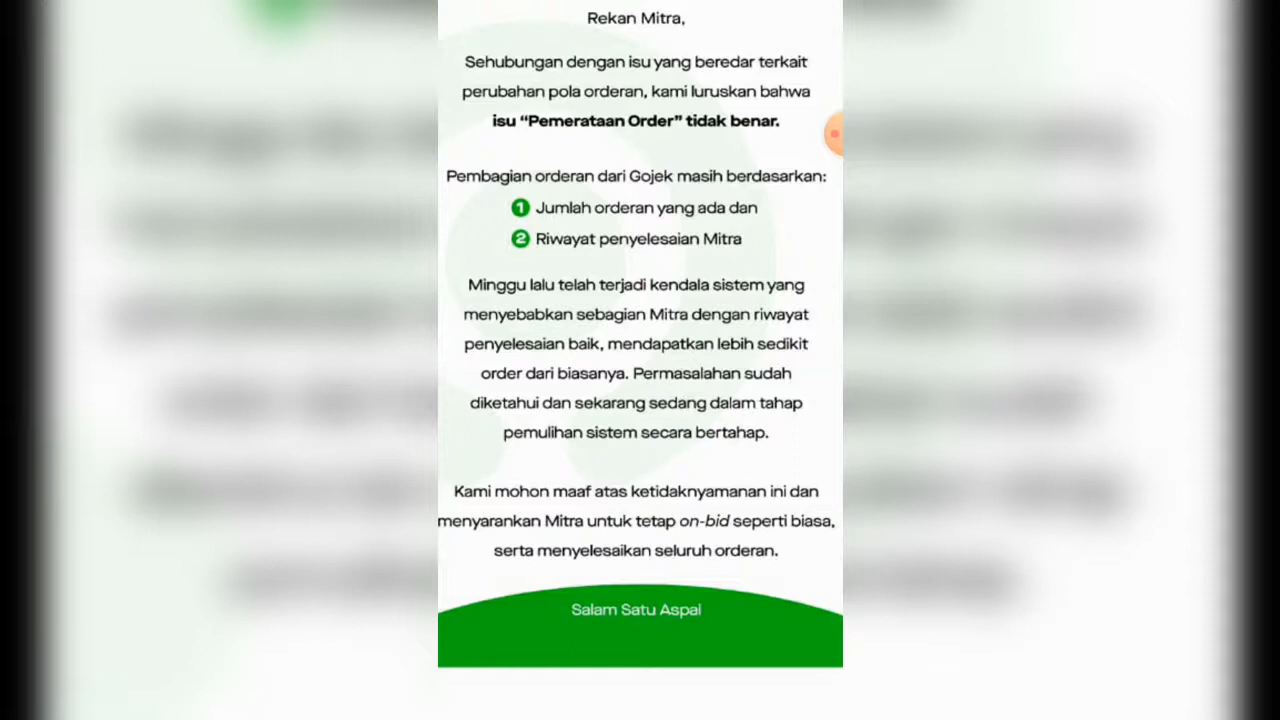 Rekan Mitra,
Sehubungan dengan isu yang beredar terkait
perubahan pola orderan, kami luruskan bahwa
isu “Pemerataan Order” tidak benar.
Pembagian orderan dari Gojek masih berdasarkan:
1 Jumlah orderan yang ada dan
2 Riwayat penyelesaian Mitra
Minggu lalu telah terjadi kendala sistem yang
menyebabkan sebagian Mitra dengan riwayat
penyelesaian baik, mendapatkan lebih sedikit
order dari biasanya. Permasalahan sudah
diketahui dan sekarang sedang dalam tahap
pemulihan sistem secara bertahap.
Kami mohon maaf atas ketidaknyamanan ini dan
menyarankan Mitra untuk tetap on-bid seperti biasa,
serta menyelesaikan seluruh orderan.
Salam Satu Aspal